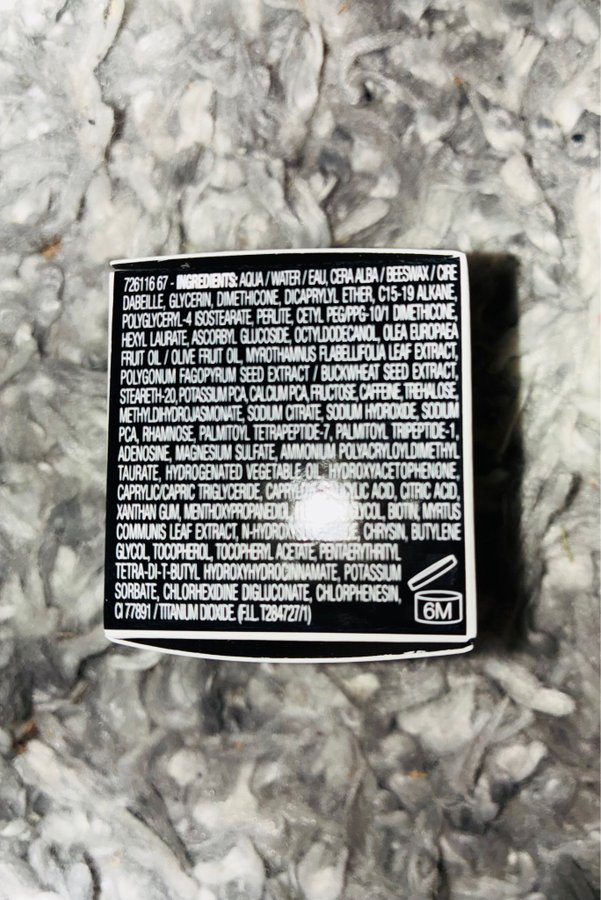 726116 67 - INGREDIENTS: AQUA / WATER / EAU, CERA ALBA / BEESWAX / CIRE
DABEILLE, GLYCERIN, DIMETHICONE, DICAPRYLYL ETHER, C15-19 ALKANE,
POLYGLYCERYL-4 ISOSTEARATE, PERLITE, CETYL PEG/PPG-10/1 DIMETHICONE,
HEXYL LAURATE, ASCORBYL GLUCOSIDE, OCTYLDODECANOL, OLEA EUROPAEA
FRUIT OIL / OLIVE FRUIT OIL, MYROTHAMNUS FLABELLIFOLIA LEAF EXTRACT,
POLYGONUM FAGOPYRUM SEED EXTRACT / BUCKWHEAT SEED EXTRACT,
STEARETH-20, POTASSIUM PCA, CALCIUM PCA, FRUCTOSE, CAFFEINE, TREHALOSE
METHYLDIHYDROJASMONATE, SODIUM CITRATE, SODIUM HYDROXIDE, SODIUM
PCA, RHAMNOSE, PALMITOYL TETRAPEPTIDE-7, PALMITOYL TRIPEPTIDE-1,
ADENOSINE, MAGNESIUM SULFATE, AMMONIUM POLYACRYLOYLDIMETHYL
TAURATE, HYDROGENATED VEGETABLE OIL, HYDROXYACETOPHENONE,
CAPRYLIC/CAPRIC TRIGLYCERIDE, ACID, CITRIC ACID,
XANTHAN GUM, MENTHOXYPROPANEDIOL, BIOTIN, MYRTUS
COMMUNIS LEAF EXTRACT, CHRYSIN, BUTYLENE
GLYCOL, TOCOPHEROL, TOCOPHERYL ACETATE, PENTAERYTHRITYL
TETRA-DI-T-BUTYL HYDROXYHYDROCINNAMATE, POTASSIUM
SORBATE, CHLORHEXIDINE DIGLUCONATE, CHLORPHENESIN,
CI 77891 / TITANIUM DIOXIDE. (F.I.L. T284727/1)
6M